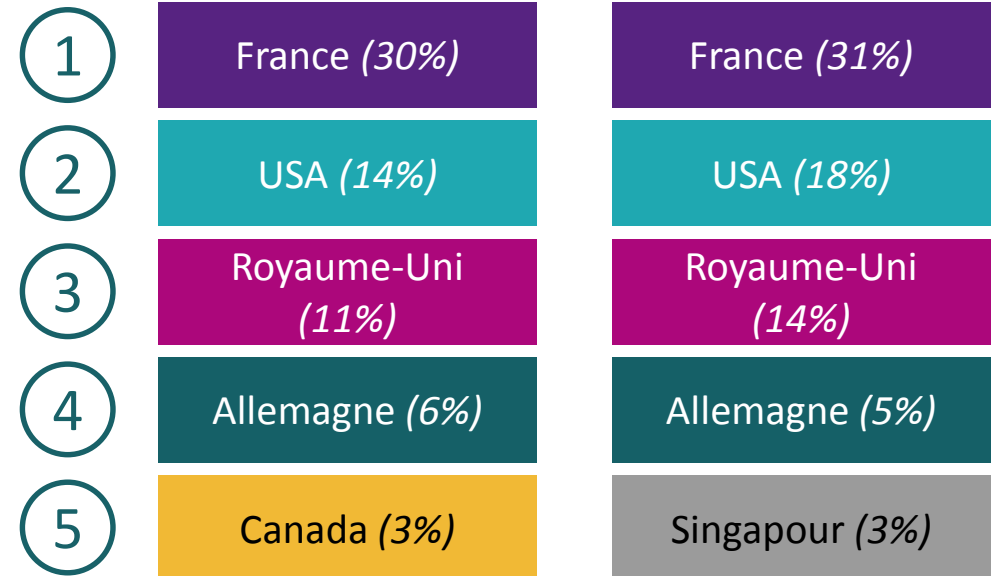 1
France (30%)
France (31%)
2
USA (14%)
USA (18%)
3
Royaume-Uni
(11%)
Royaume-Uni
(14%)
4
Allemagne (6%)
Allemagne (5%)
5
Canada (3%)
Singapour (3%)